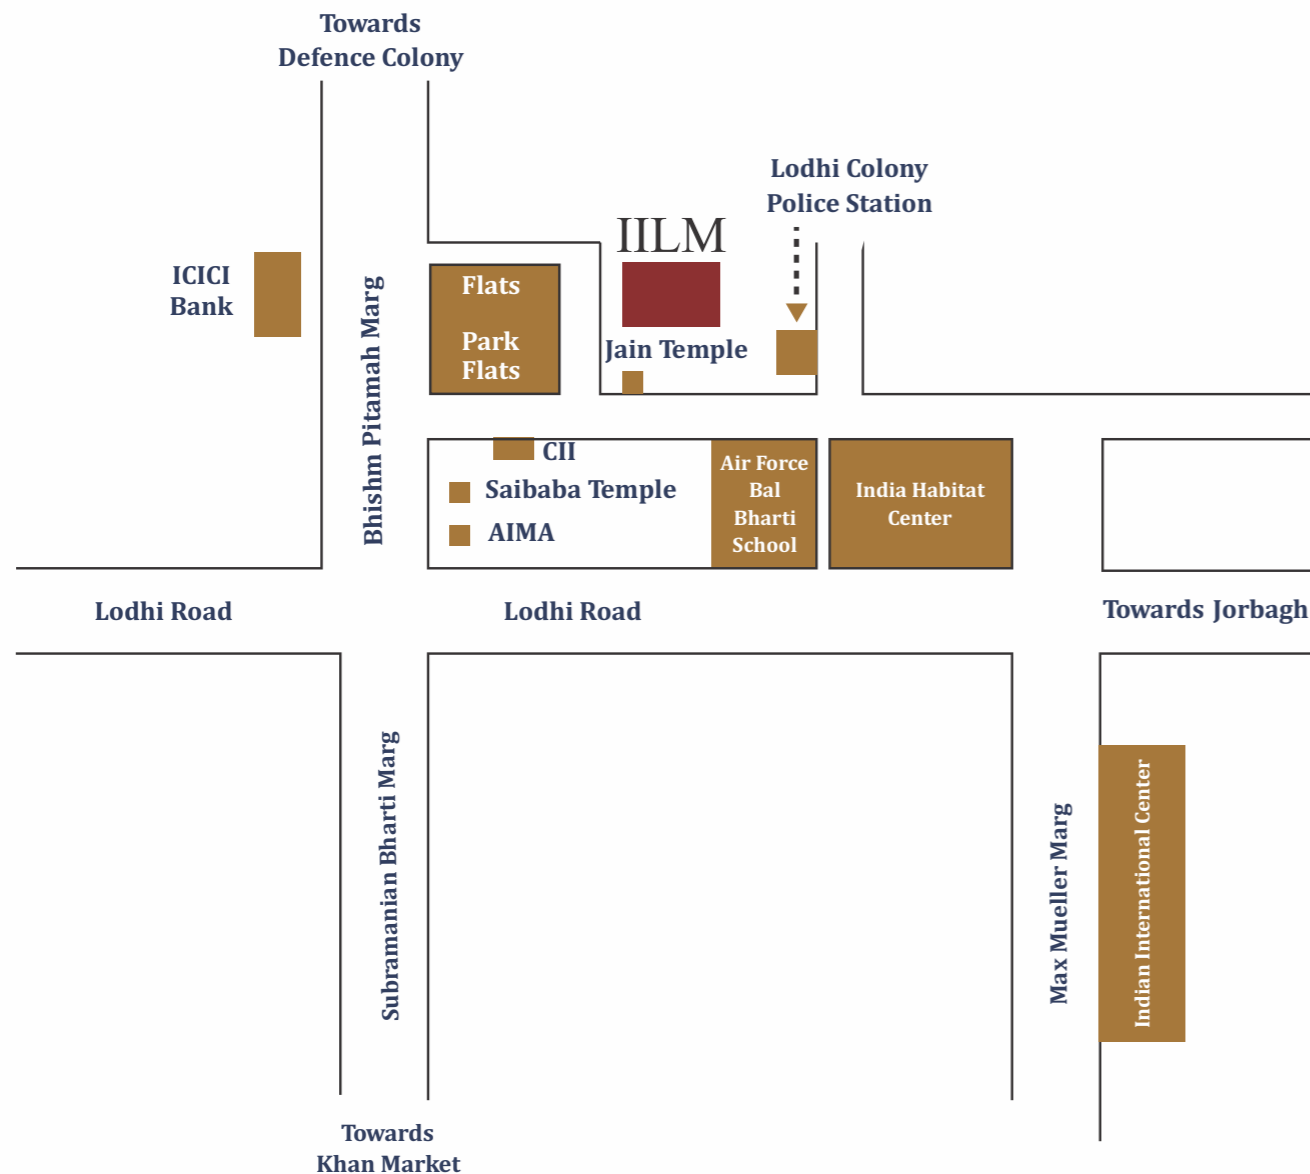 Towards
Defence Colony
Lodhi Colony
Police Station
IILM
ICICI
Bank
Bhishm Pitamah Marg
Flats
Park
Flats
Jain Temple
CII
Saibaba Temple
AIMA
Air Force
Bal
Bharti
School
India Habitat
Center
Lodhi Road
Lodhi Road
Towards Jorbagh
Subramanian Bharti Marg
Max Mueller Marg
Indian International Center
Towards
Khan Market